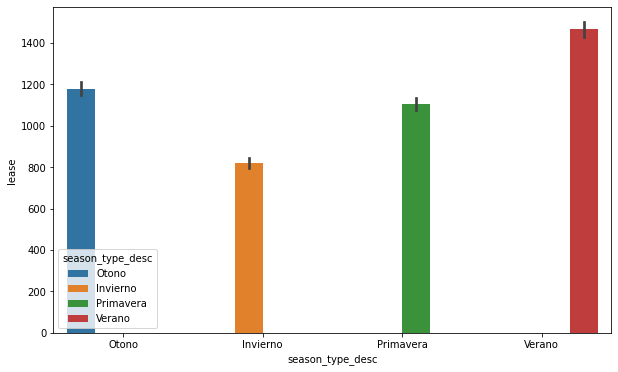 1400
1200
1000
800
600
400
200
0
lease
season_type_desc
Otono
Invierno
Primavera
Verano
Otono Invierno Primavera Verano
season_type_desc